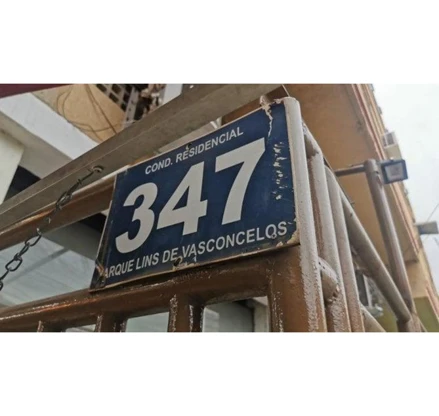 COND. RESIDENCIAL
347
ARQUE LINS DE VASCONCELOS